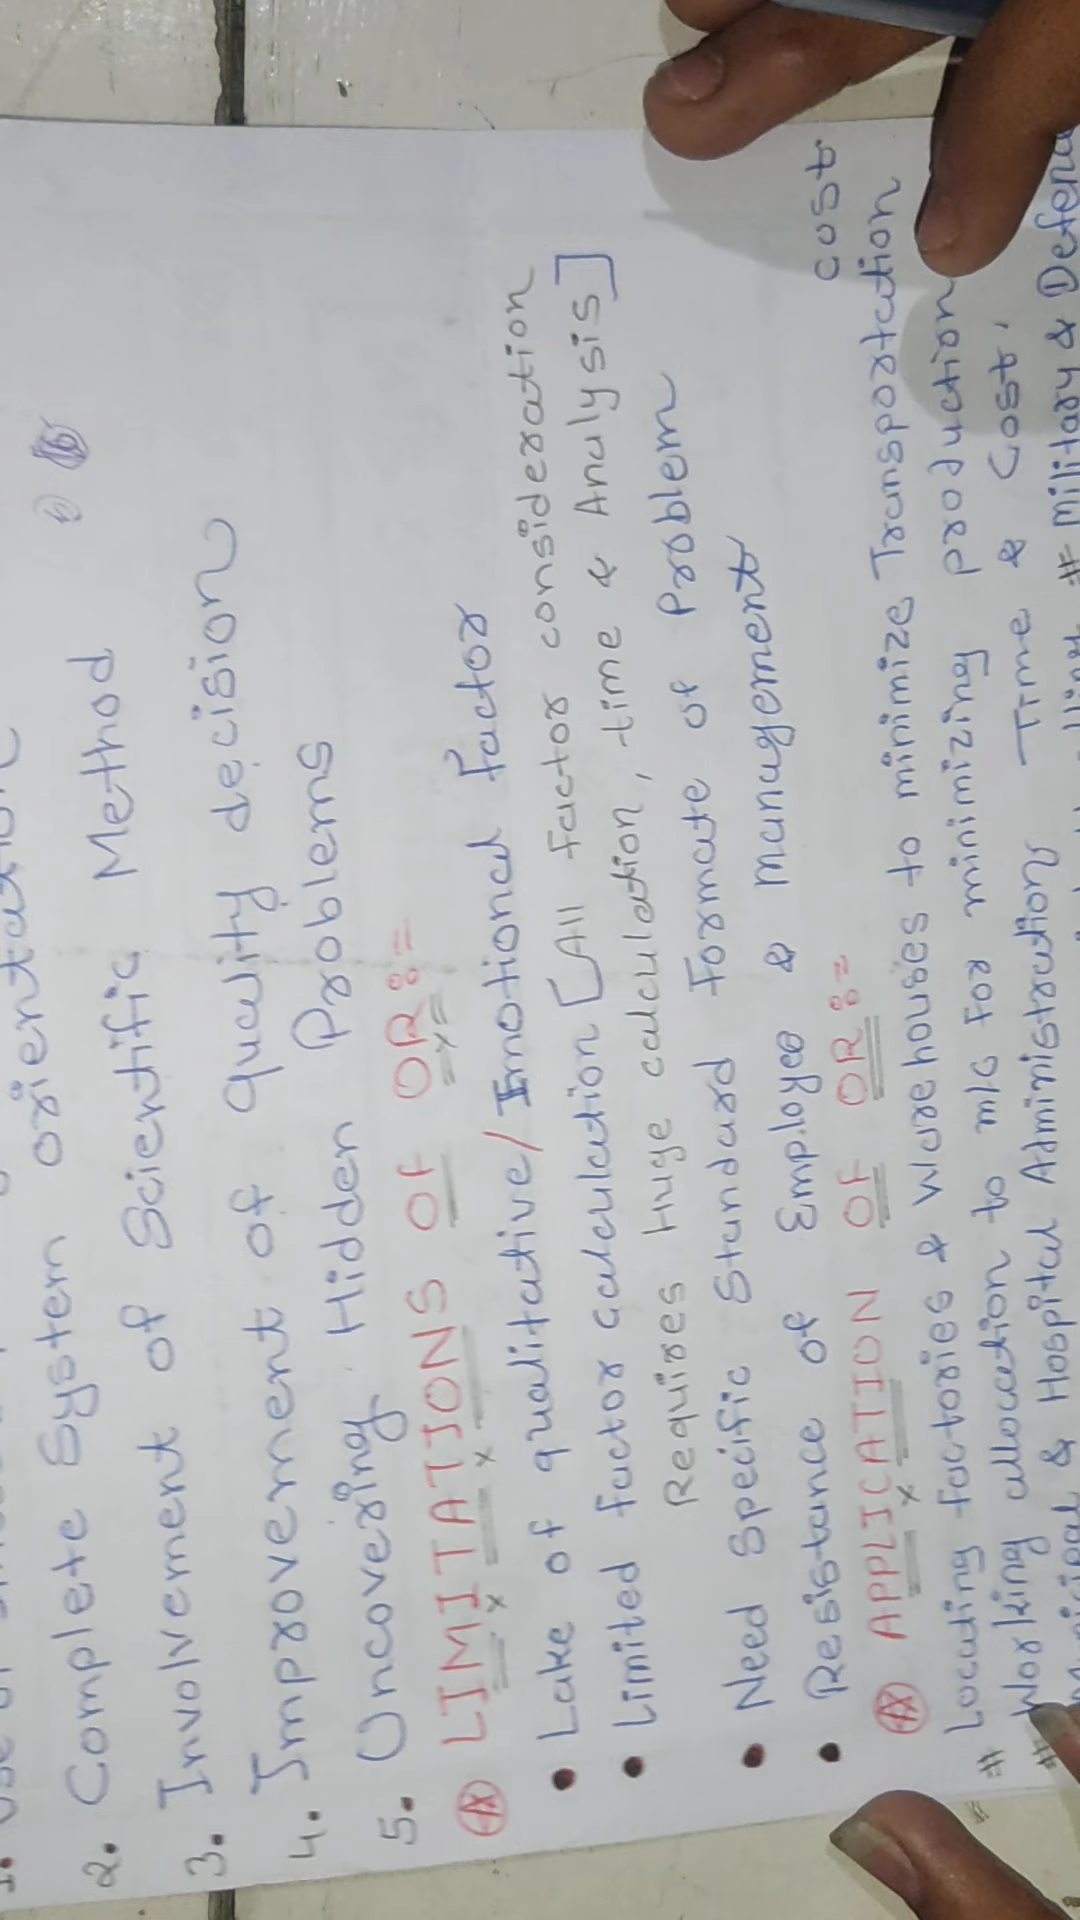 2. Complete System orientation
3. Involvement of Scientific Method
4. Improvement of quality decision
5. Uncovering Hidden Problems
LIMITATIONS OF OR:=
• Lake of qualitative/Imotional factor
• Limited factor calculation [All factor consideration
Requires Huge calculation, time & Analysis]
• Need Specific Standard Formate of Problem
• Resistance of Employee & management
APPLICATION OF OR:=
# Locating factories & warehouses to minimize Transportation cost
# Working allocation to m/c for minimizing production Time & Cost.
& Hospital Administration
# Military &